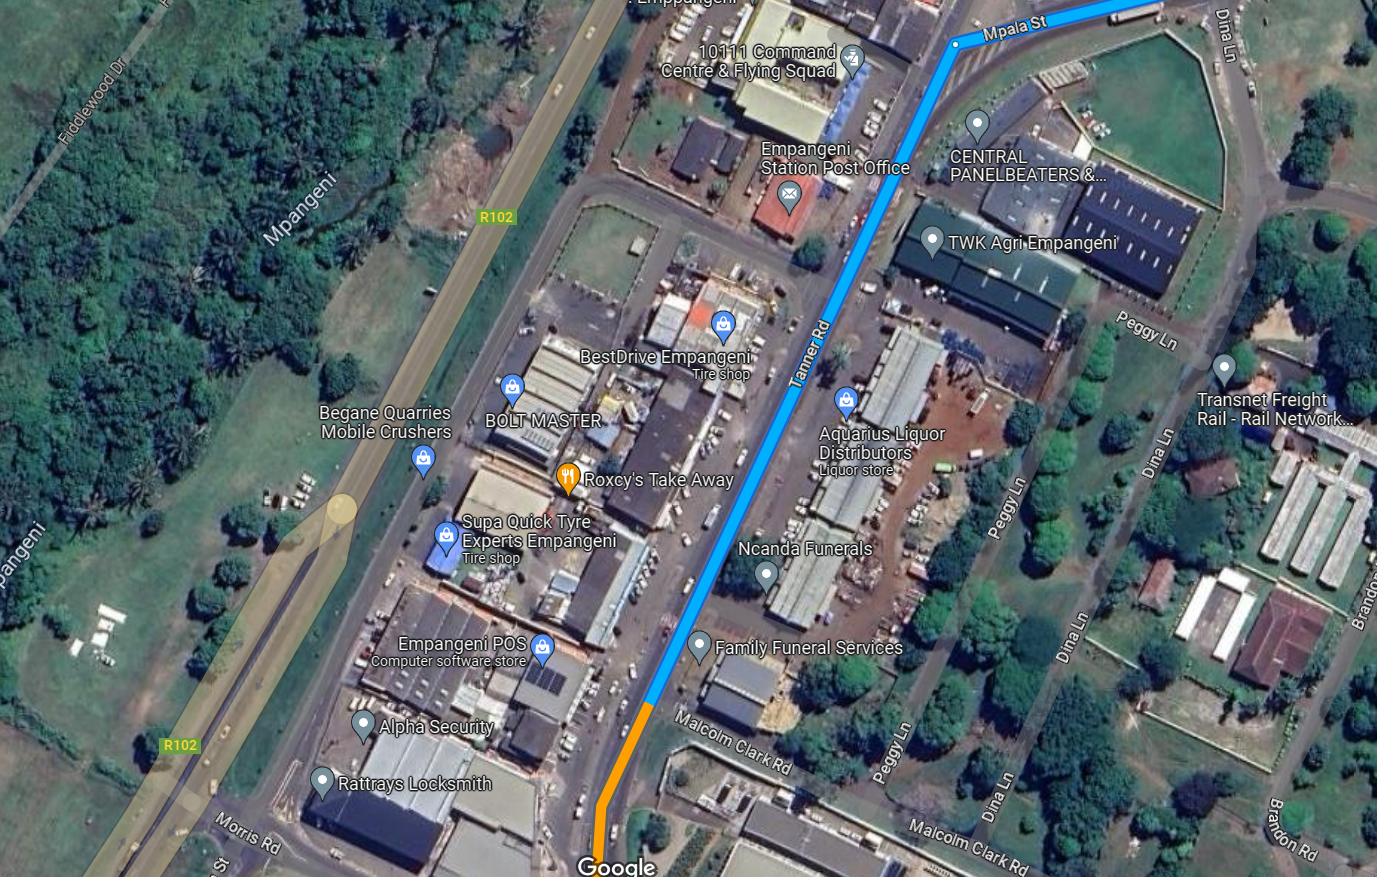 Emppangeni
Mpala St
Dina Ln
10111 Command
Centre & Flying Squad
Fiddlewood Dr
Empangeni
Station Post Office
CENTRAL
PANELBEATERS &...
Mpangeni
R102
TWK Agri Empangeni
Peggy Ln
Tanner Rd
BestDrive Empangeni
Tire shop
Transnet Freight
Rail - Rail Network...
BOLT MASTER
Begane Quarries
Mobile Crushers
Aquarius Liquor
Distributors
Liquor store
Dina Ln
Roxcy's Take Away
Peggy Ln
Supa Quick Tyre
Experts Empangeni
Tire shop
Ncanda Funerals
Brandon
Dina Ln
Empangeni POS
Computer software store
Family Funeral Services
Alpha Security
Malcolm Clark Rd
Peggy Ln
R102
Rattrays Locksmith
Dina Ln
Morris Rd
Malcolm Clark Rd
Brandon Rd
St
Google